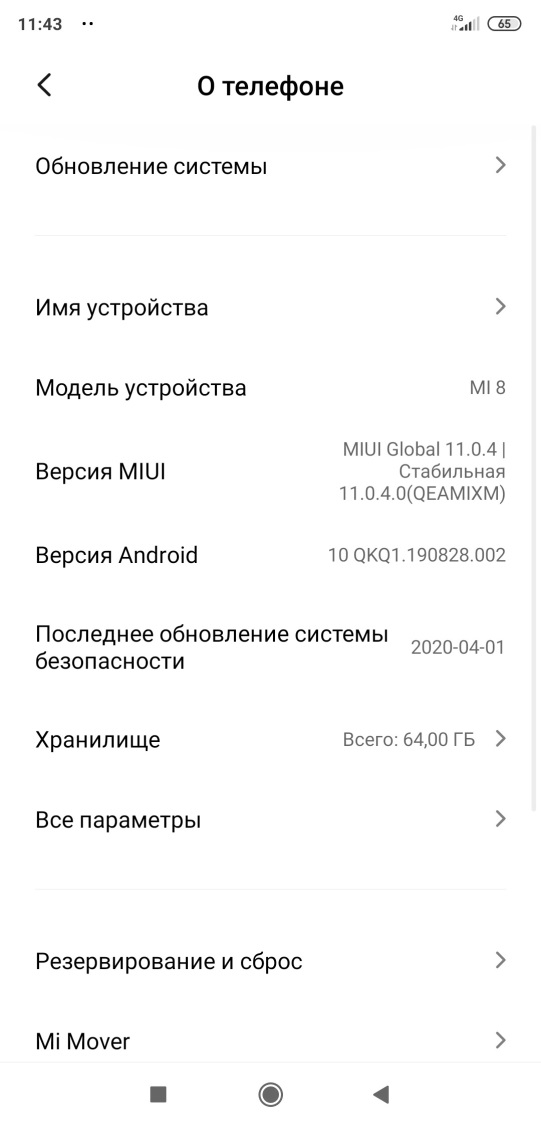 11:43
4G
65
О телефоне
Обновление системы
Имя устройства
Модель устройства
MI 8
Версия MIUI
MIUI Global 11.0.4 |
Стабильная
11.0.4.0(QEAMIXM)
Версия Android
10 QKQ1.190828.002
Последнее обновление системы
безопасности
2020-04-01
Хранилище
Всего: 64,00 ГБ
Все параметры
Резервирование и сброс
Mi Mover